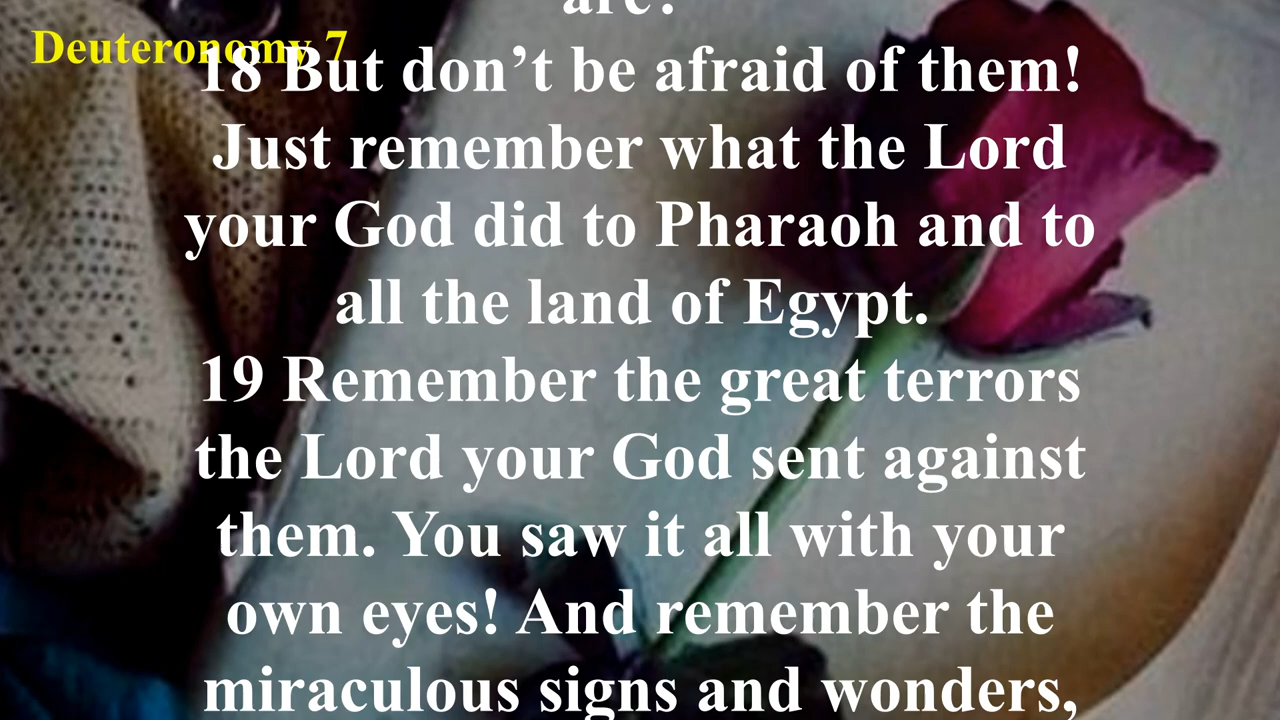 are?
Deuteronomy 7
18 But don’t be afraid of them!
Just remember what the Lord
your God did to Pharaoh and to
all the land of Egypt.
19 Remember the great terrors
the Lord your God sent against
them. You saw it all with your
own eyes! And remember the
miraculous signs and wonders,